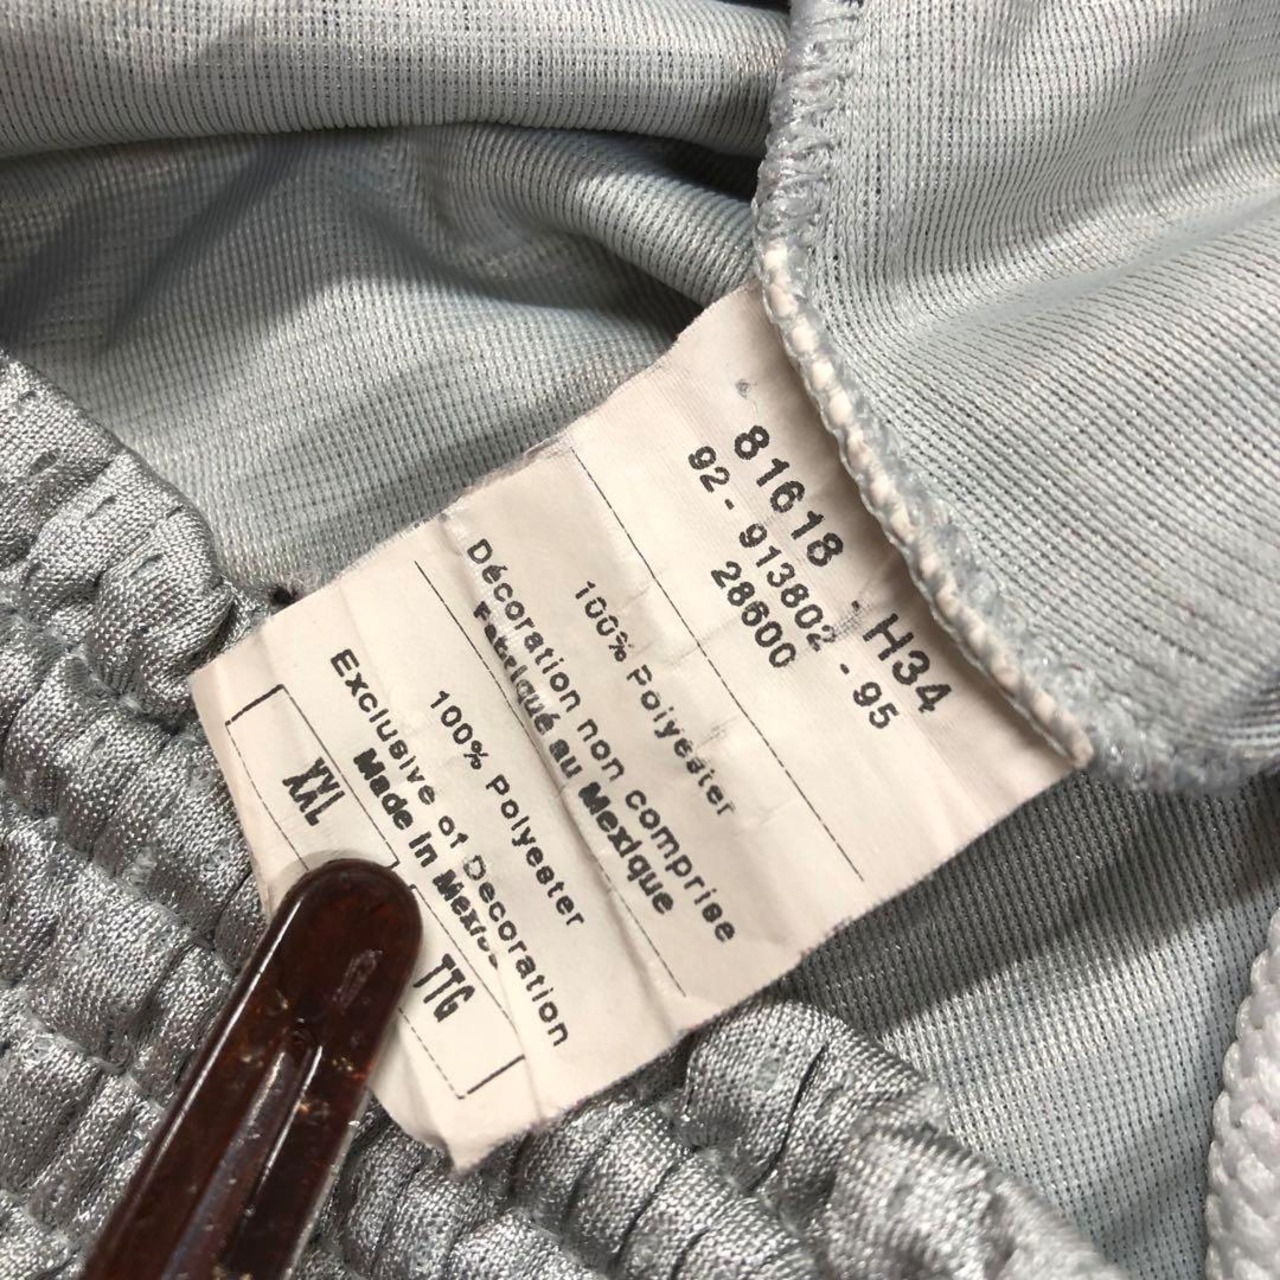 81618 - H34
92 - 913802 - 95
28600
100% Polyester
Décoration non comprise
Fabriqué au Mexique
100% Polyester
Exclusive of Decoration
Made in Mexico
XXL TTG